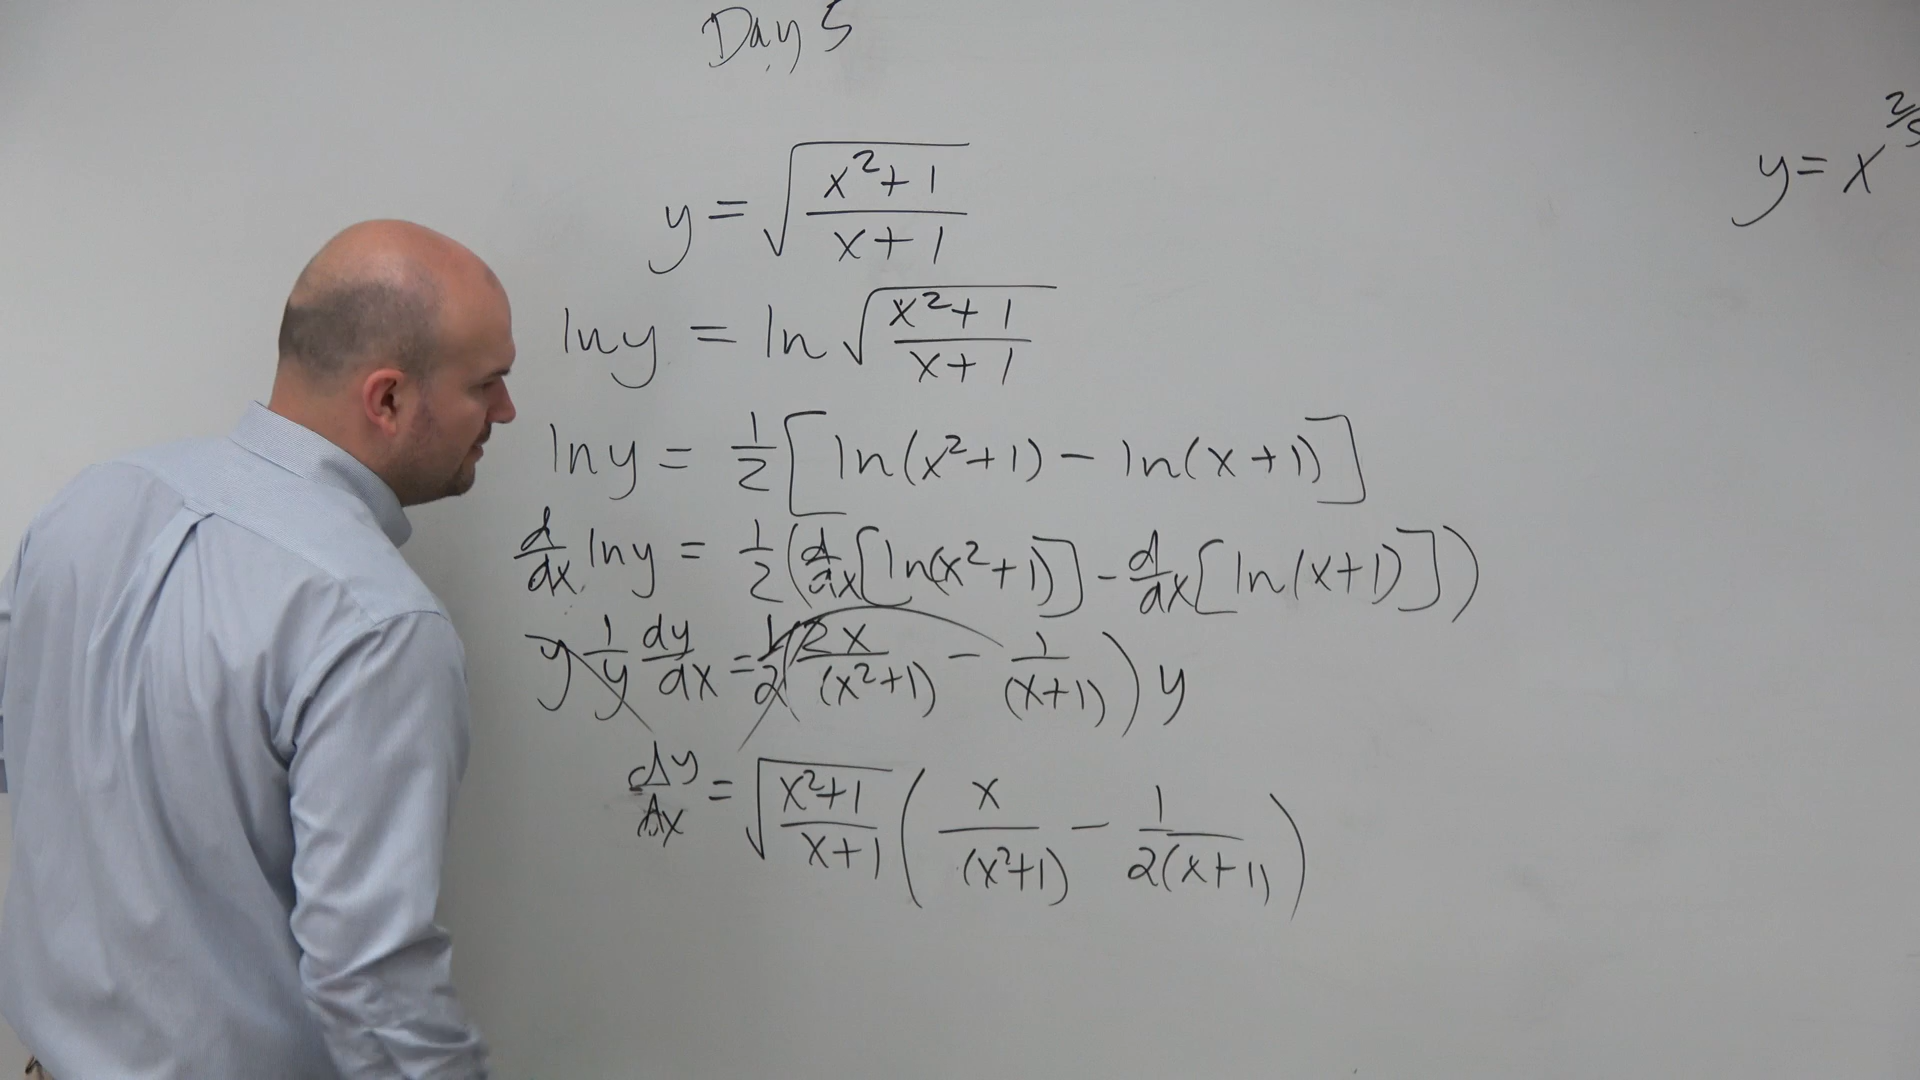 Day 5
y = √((x²+1)/(x+1))
y = x^(2/5)
ln y = ln √((x²+1)/(x+1))
ln y = 1/2 [ln(x²+1) - ln(x+1)]
d/dx ln y = 1/2 (d/dx [ln(x²+1)] - d/dx [ln(x+1)])
y 1/y dy/dx = 1/2 (2x/(x²+1) - 1/(x+1)) y
dy/dx = √((x²+1)/(x+1)) (x/(x²+1) - 1/(2(x+1)))